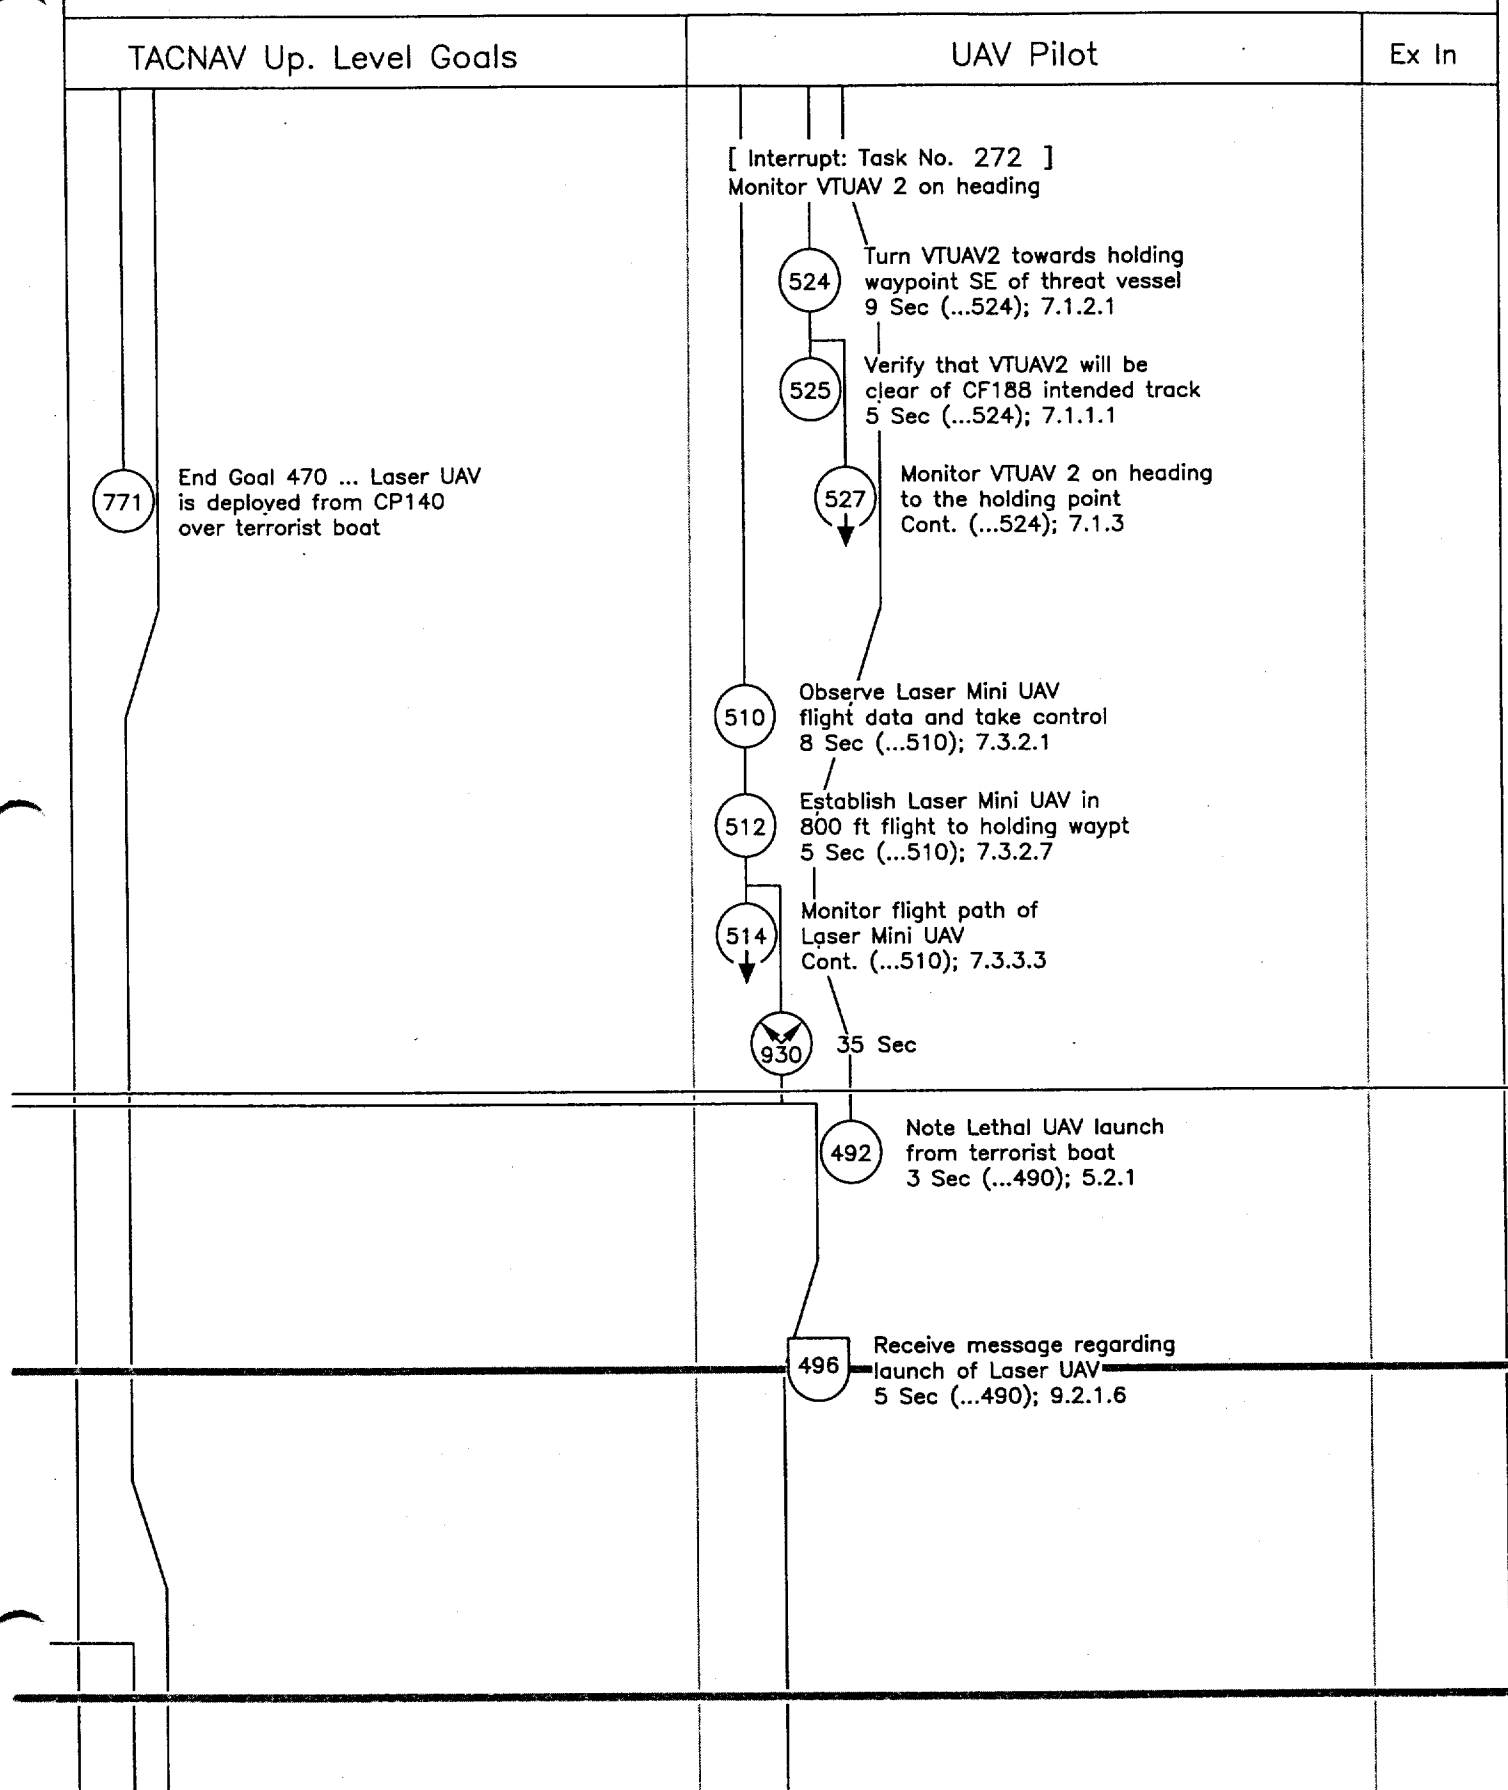 TACNAV Up. Level Goals
UAV Pilot
Ex In
[ Interrupt: Task No. 272 ]
Monitor VTUAV 2 on heading
524
Turn VTUAV2 towards holding
waypoint SE of threat vessel
9 Sec (...524); 7.1.2.1
525
Verify that VTUAV2 will be
clear of CF188 intended track
5 Sec (...524); 7.1.1.1
771
End Goal 470 ... Laser UAV
is deployed from CP140
over terrorist boat
527
Monitor VTUAV 2 on heading
to the holding point
Cont. (...524); 7.1.3
510
Observe Laser Mini UAV
flight data and take control
8 Sec (...510); 7.3.2.1
512
Establish Laser Mini UAV in
800 ft flight to holding waypt
5 Sec (...510); 7.3.2.7
514
Monitor flight path of
Laser Mini UAV
Cont. (...510); 7.3.3.3
930
35 Sec
492
Note Lethal UAV launch
from terrorist boat
3 Sec (...490); 5.2.1
496
Receive message regarding
launch of Laser UAV
5 Sec (...490); 9.2.1.6